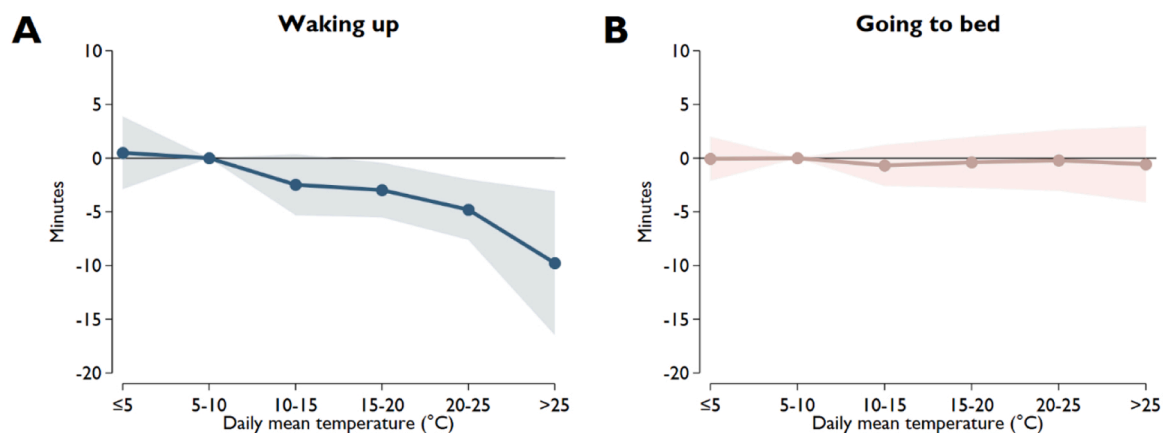 A
Waking up
10
5
0
-5
-10
-15
-20
Minutes
≤5 5-10 10-15 15-20 20-25 >25
Daily mean temperature (°C)
B
Going to bed
10
5
0
-5
-10
-15
-20
Minutes
≤5 5-10 10-15 15-20 20-25 >25
Daily mean temperature (°C)